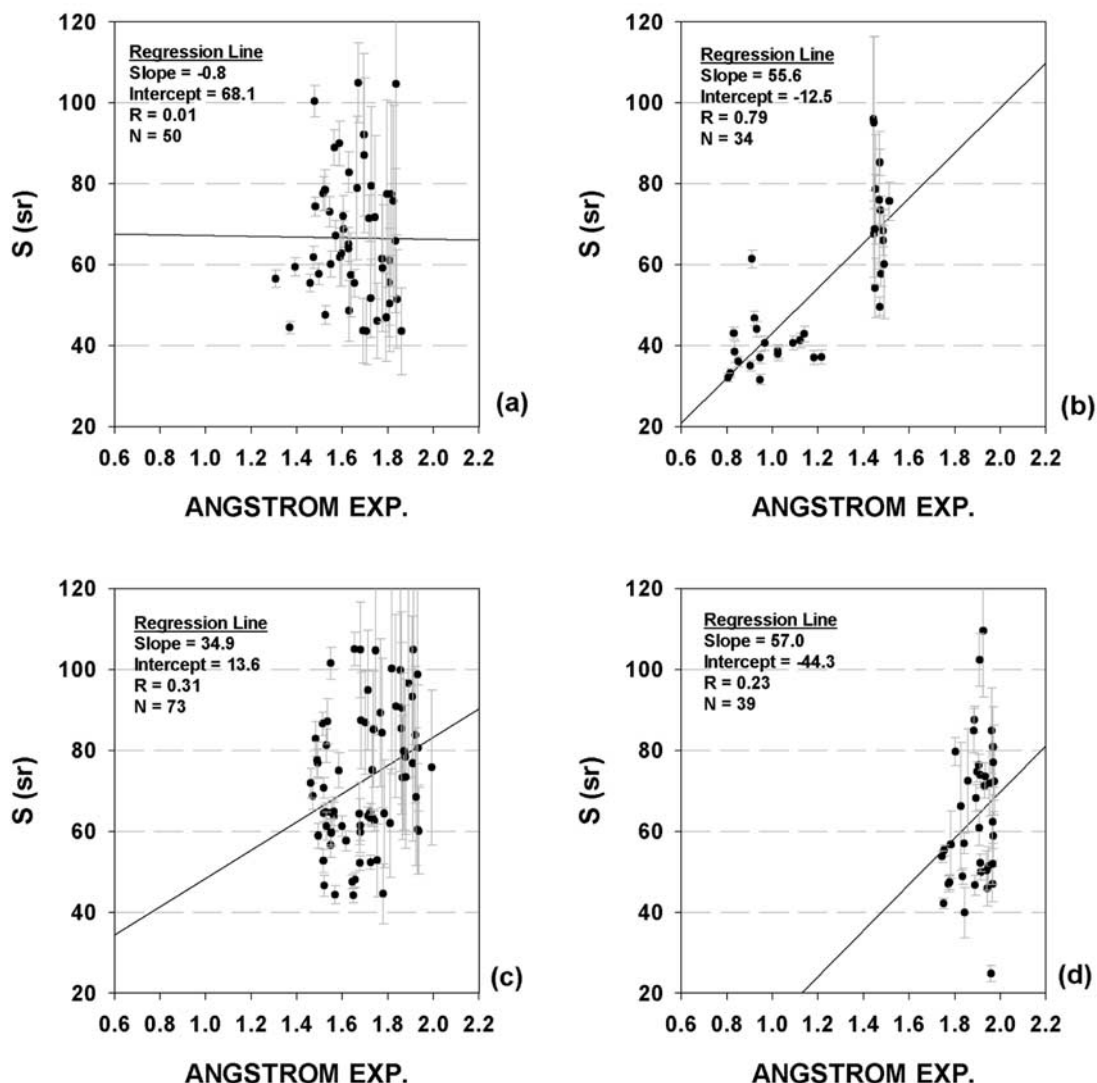 120
100
80
60
40
20
S (sr)
Regression Line
Slope = -0.8
Intercept = 68.1
R = 0.01
N = 50
(a)
0.6 0.8 1.0 1.2 1.4 1.6 1.8 2.0 2.2
ANGSTROM EXP.
120
100
80
60
40
20
S (sr)
Regression Line
Slope = 55.6
Intercept = -12.5
R = 0.79
N = 34
(b)
0.6 0.8 1.0 1.2 1.4 1.6 1.8 2.0 2.2
ANGSTROM EXP.
120
100
80
60
40
20
S (sr)
Regression Line
Slope = 34.9
Intercept = 13.6
R = 0.31
N = 73
(c)
0.6 0.8 1.0 1.2 1.4 1.6 1.8 2.0 2.2
ANGSTROM EXP.
120
100
80
60
40
20
S (sr)
Regression Line
Slope = 57.0
Intercept = -44.3
R = 0.23
N = 39
(d)
0.6 0.8 1.0 1.2 1.4 1.6 1.8 2.0 2.2
ANGSTROM EXP.